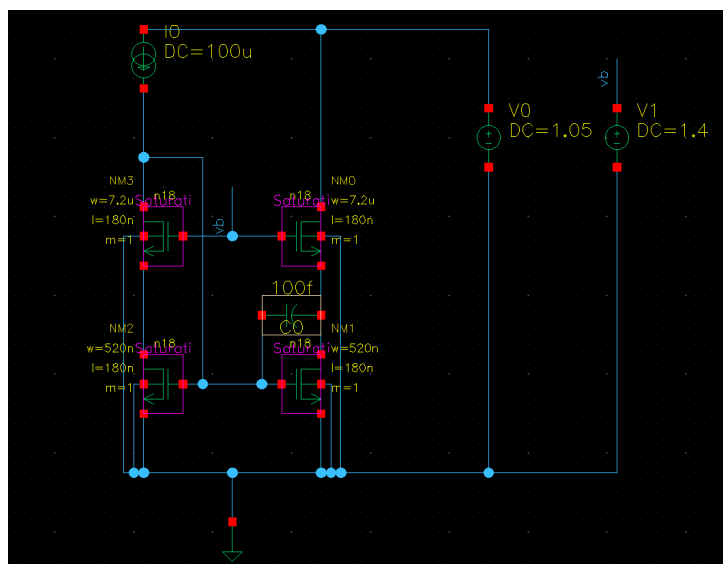 I0
DC=100u
vb
V0
DC=1.05
V1
DC=1.4
NM3
n18
Saturati
w=7.2u
l=180n
m=1
vb
NM0
n18
Saturati
w=7.2u
l=180n
m=1
100f
C0
NM2
n18
Saturati
w=520n
l=180n
m=1
NM1
n18
Saturati
w=520n
l=180n
m=1